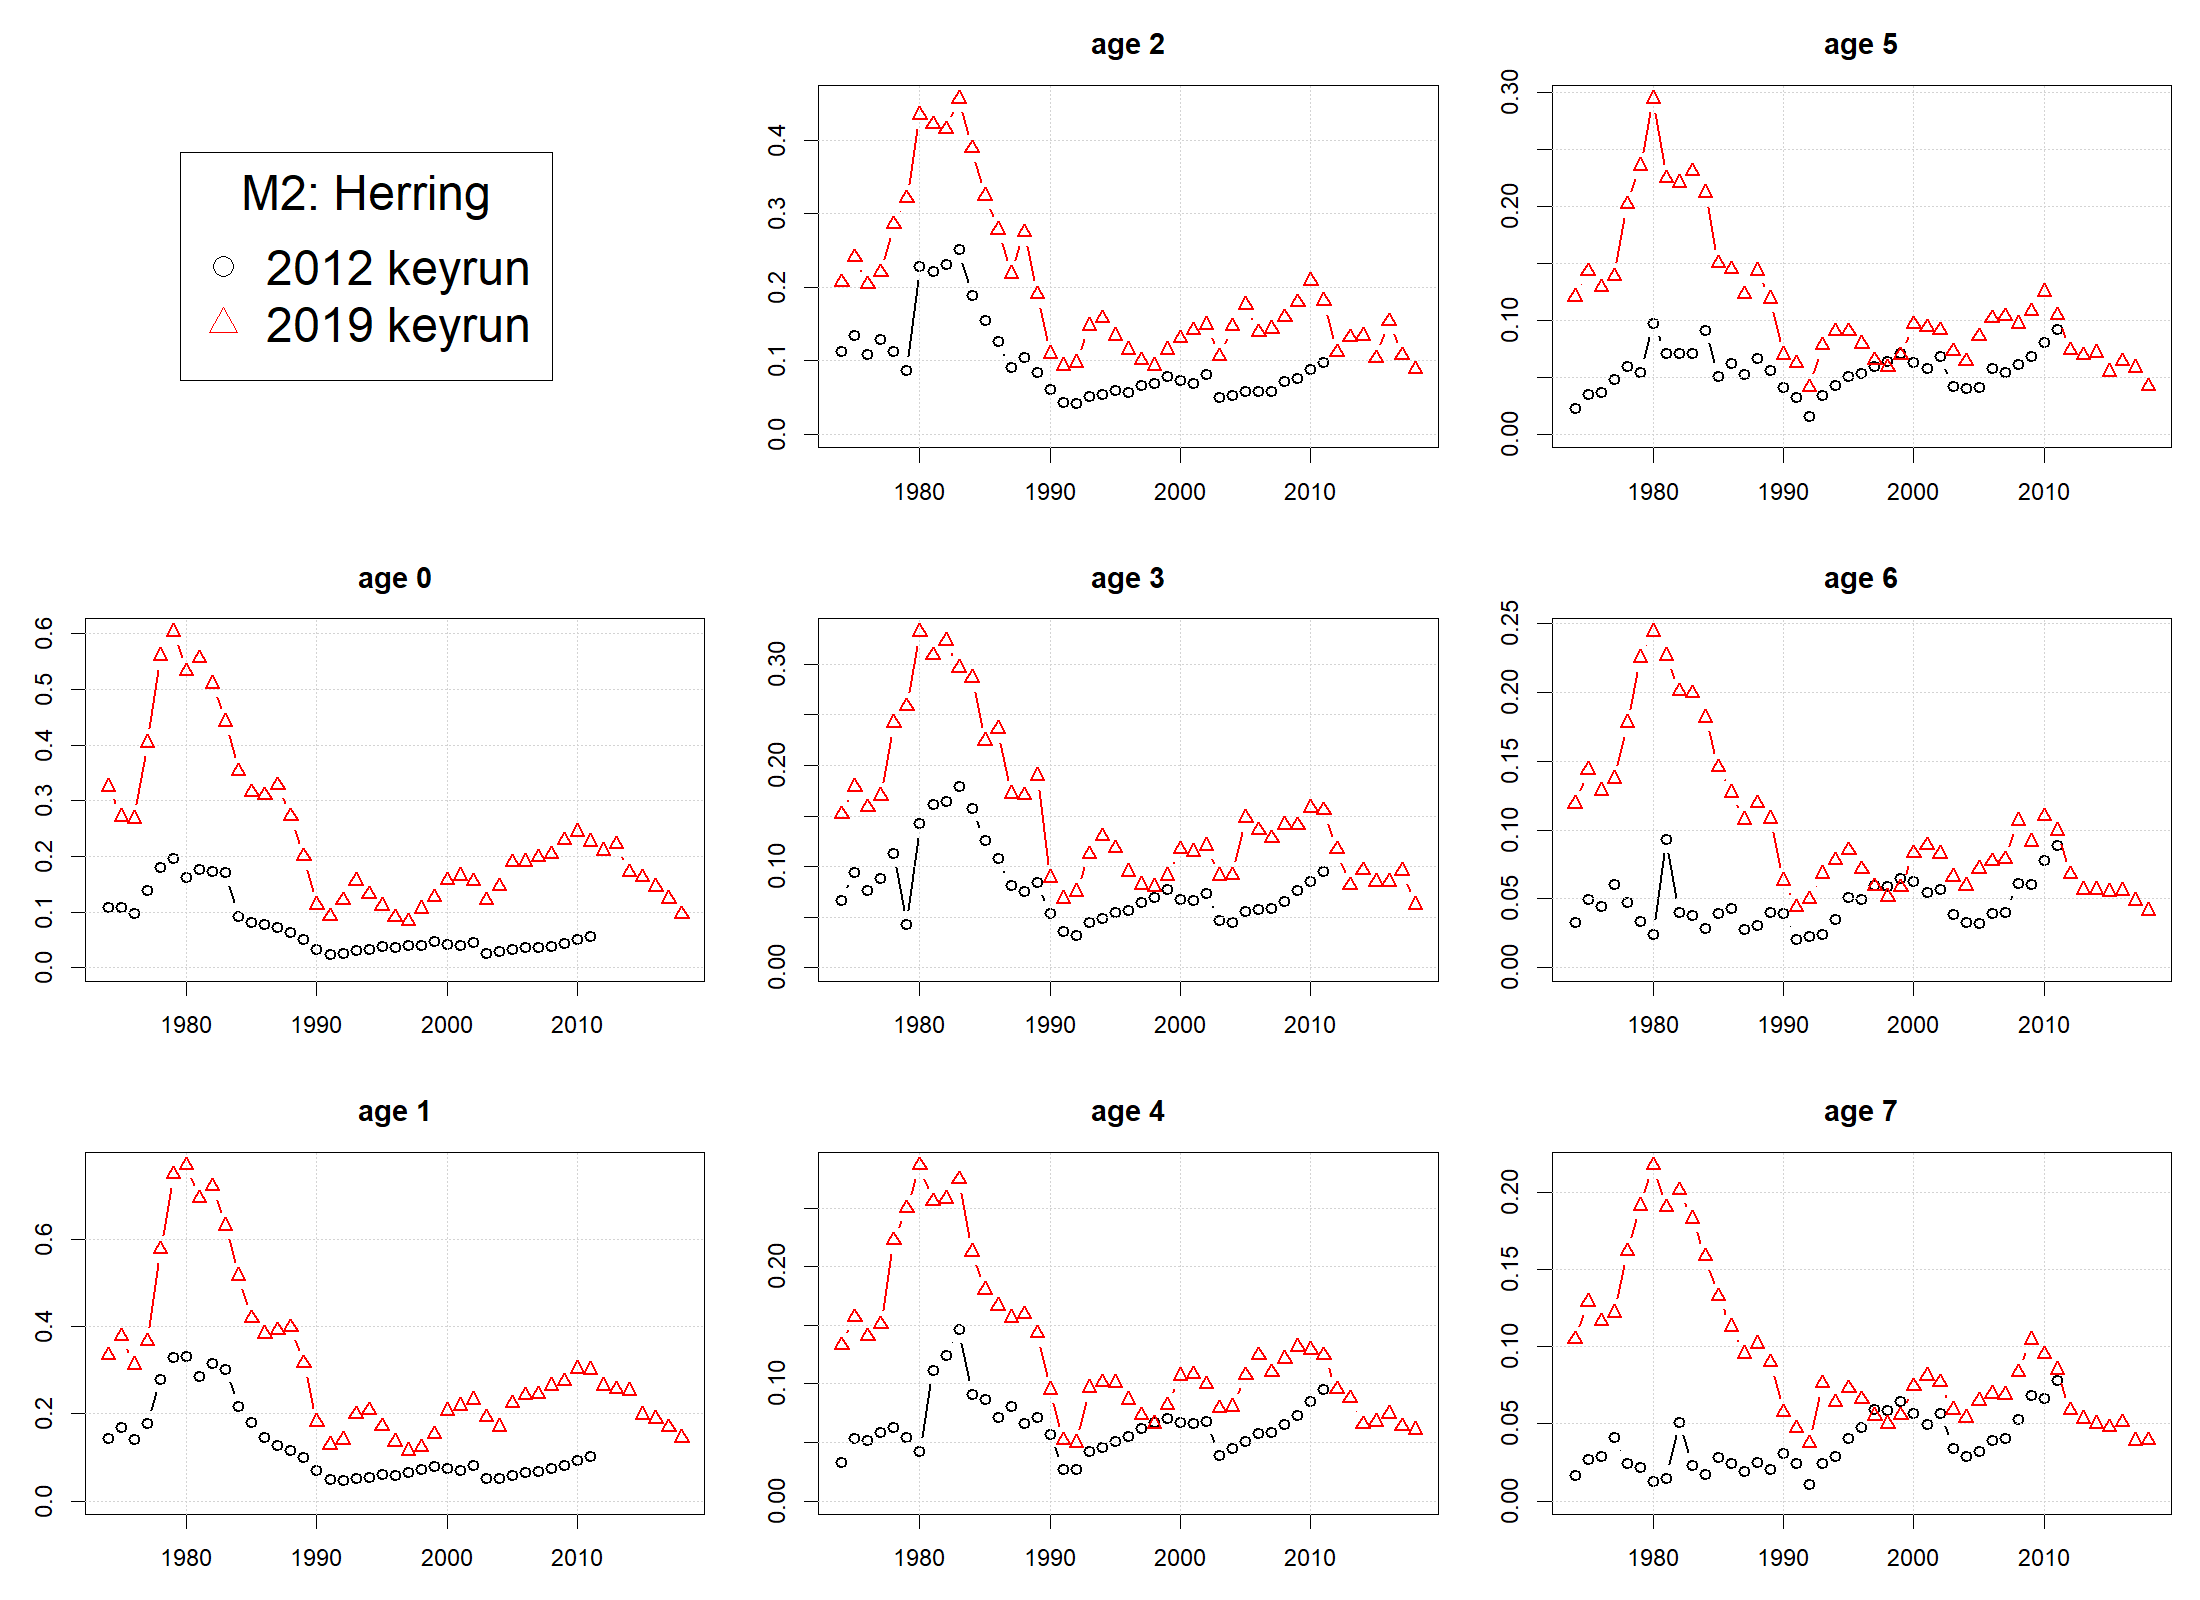 M2: Herring
2012 keyrun
2019 keyrun
age 2
0.0 0.1 0.2 0.3 0.4
1980 1990 2000 2010
age 5
0.00 0.10 0.20 0.30
1980 1990 2000 2010
age 0
0.0 0.1 0.2 0.3 0.4 0.5 0.6
1980 1990 2000 2010
age 3
0.00 0.10 0.20 0.30
1980 1990 2000 2010
age 6
0.00 0.05 0.10 0.15 0.20 0.25
1980 1990 2000 2010
age 1
0.0 0.2 0.4 0.6
1980 1990 2000 2010
age 4
0.00 0.10 0.20
1980 1990 2000 2010
age 7
0.00 0.05 0.10 0.15 0.20
1980 1990 2000 2010